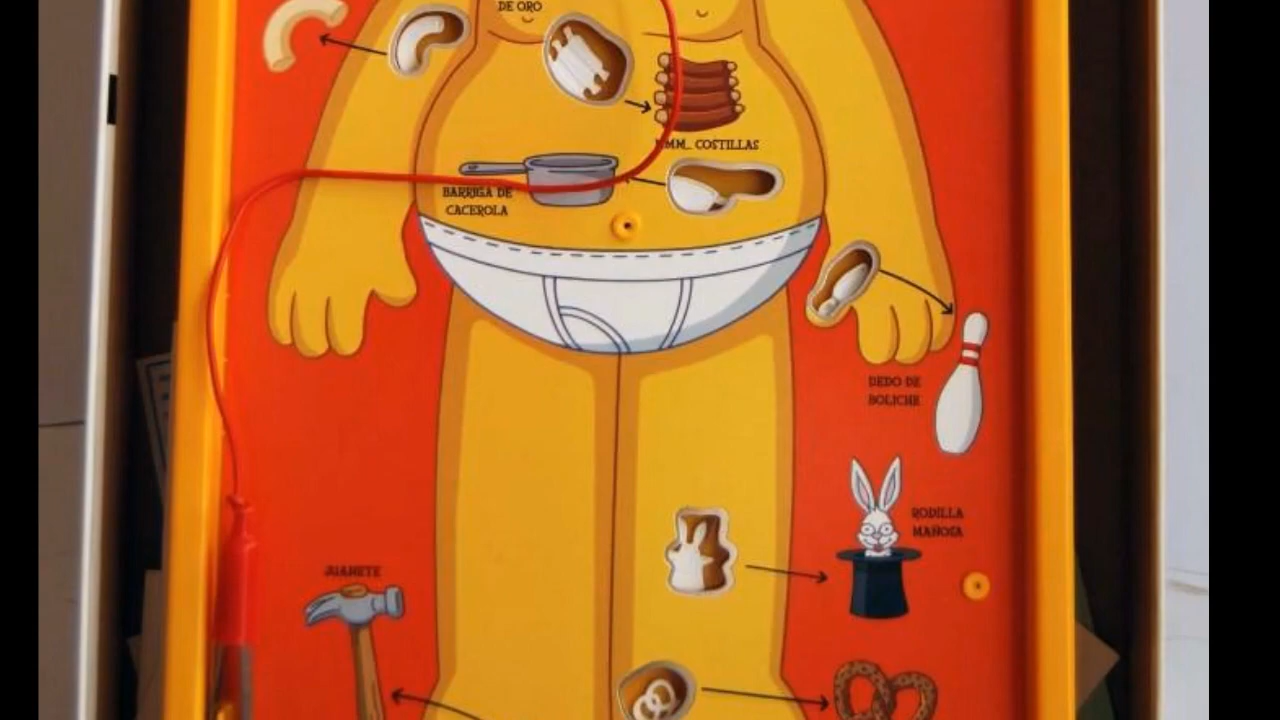 DE ORO
MMM... COSTILLAS
BARRIGA DE
CACEROLA
DEDO DE
BOLICHE
RODILLA
MAÑOSA
JUANETE